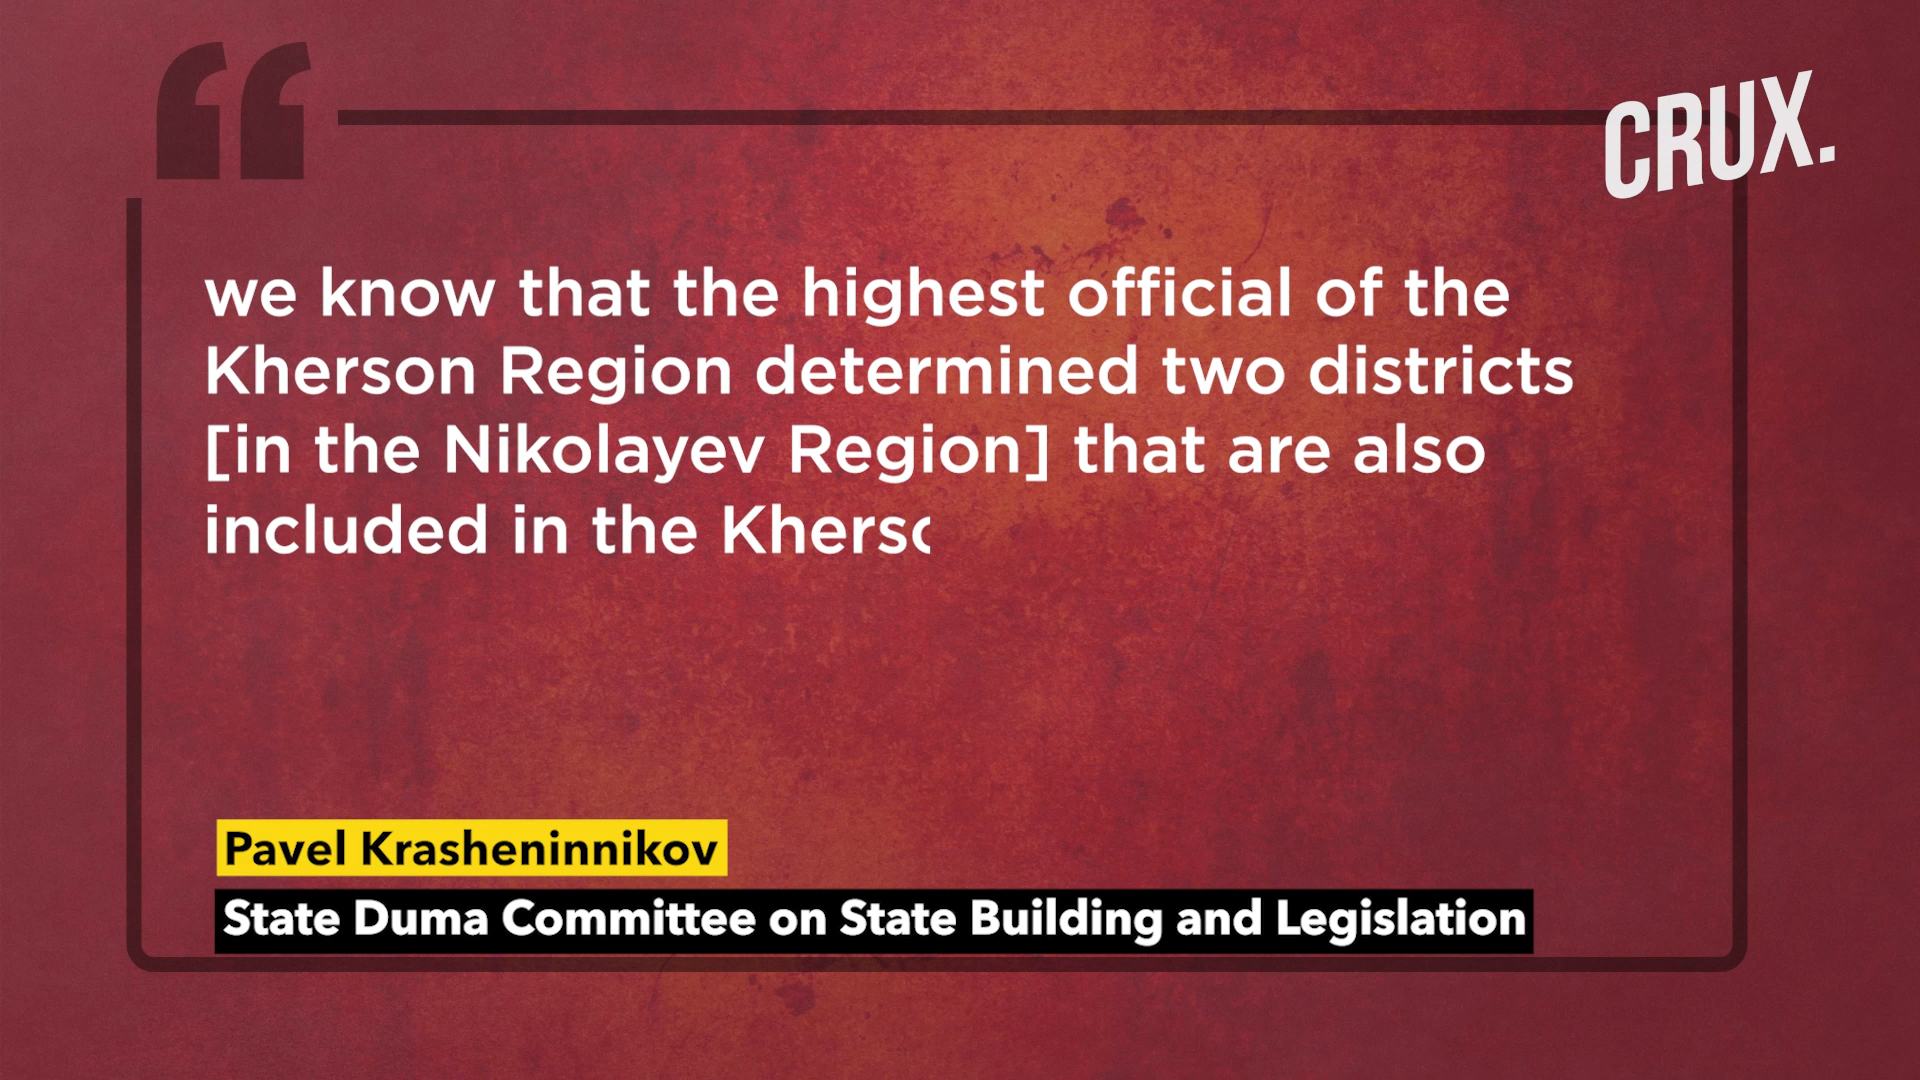 CRUX.
we know that the highest official of the
Kherson Region determined two districts
[in the Nikolayev Region] that are also
included in the
Pavel Krasheninnikov
State Duma Committee on State Building and Legislation